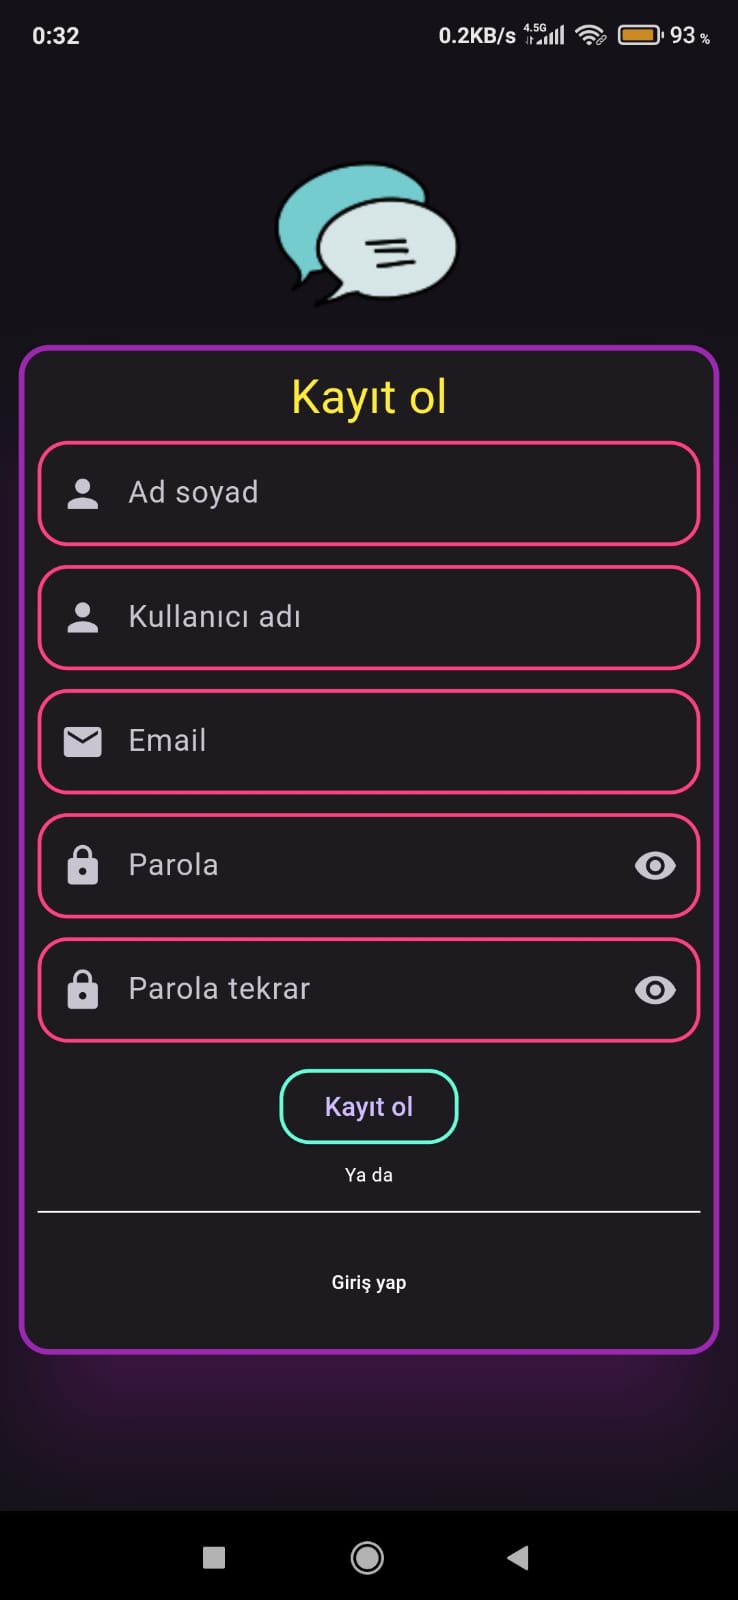 0:32
0.2KB/s 4.5G 93 %
Kayıt ol
Ad soyad
Kullanıcı adı
Email
Parola
Parola tekrar
Kayıt ol
Ya da
Giriş yap